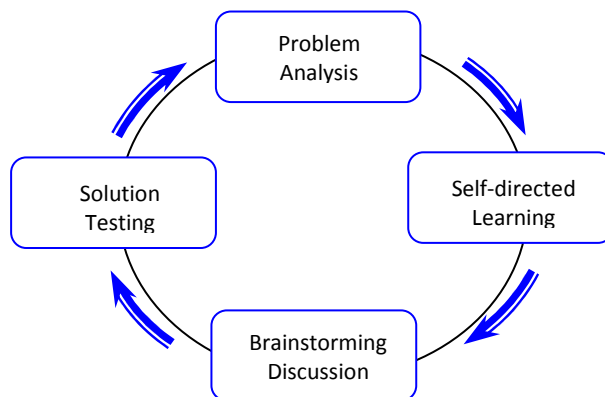 Problem
Analysis
Self-directed
Learning
Brainstorming
Discussion
Solution
Testing